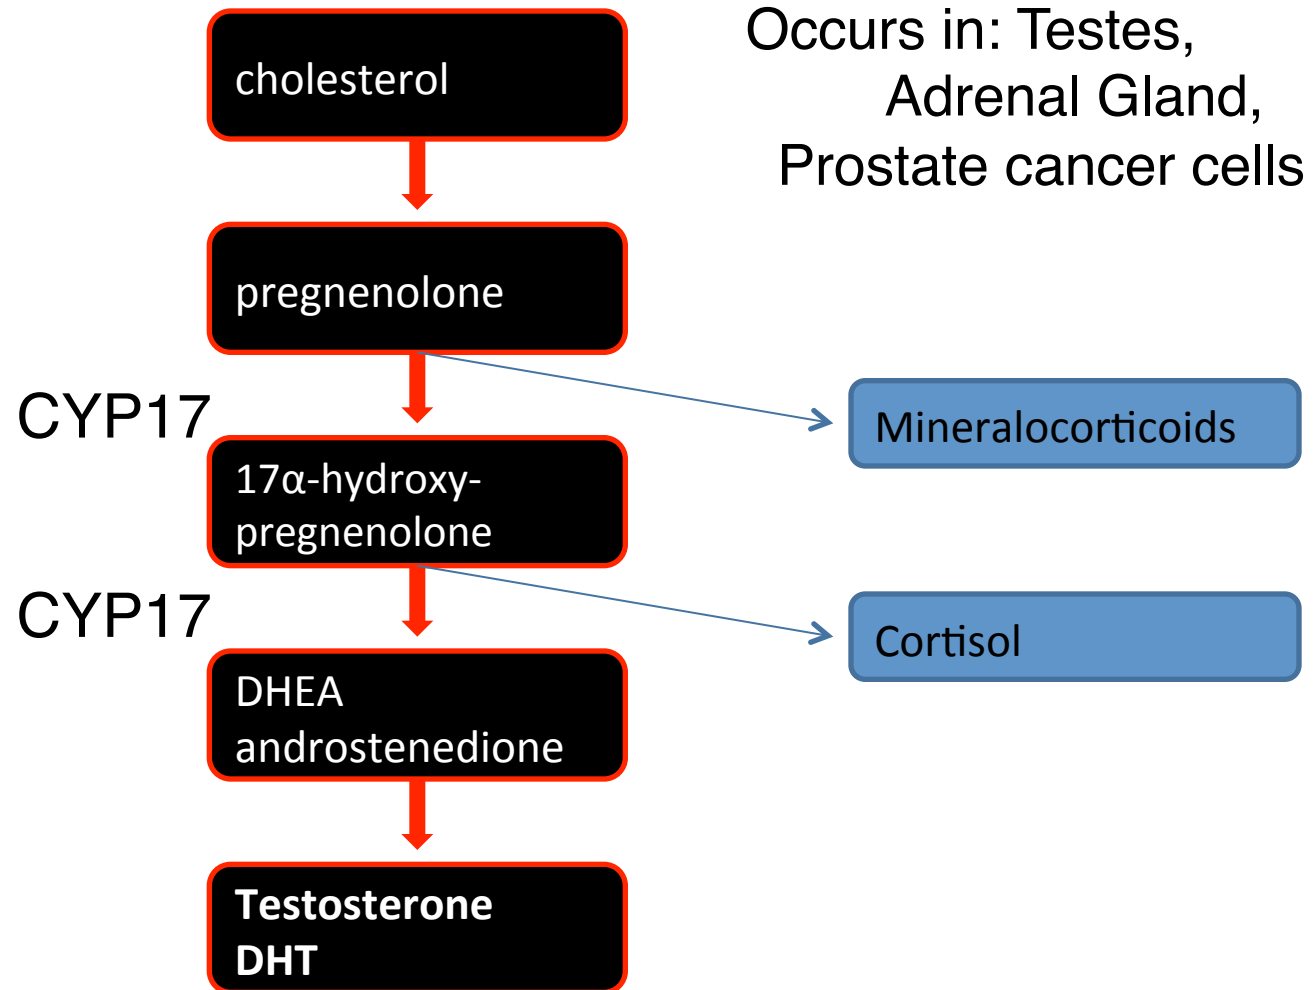 cholesterol
Occurs in: Testes,
Adrenal Gland,
Prostate cancer cells
pregnenolone
CYP17
Mineralocorticoids
17α-hydroxy-
pregnenolone
CYP17
Cortisol
DHEA
androstenedione
Testosterone
DHT